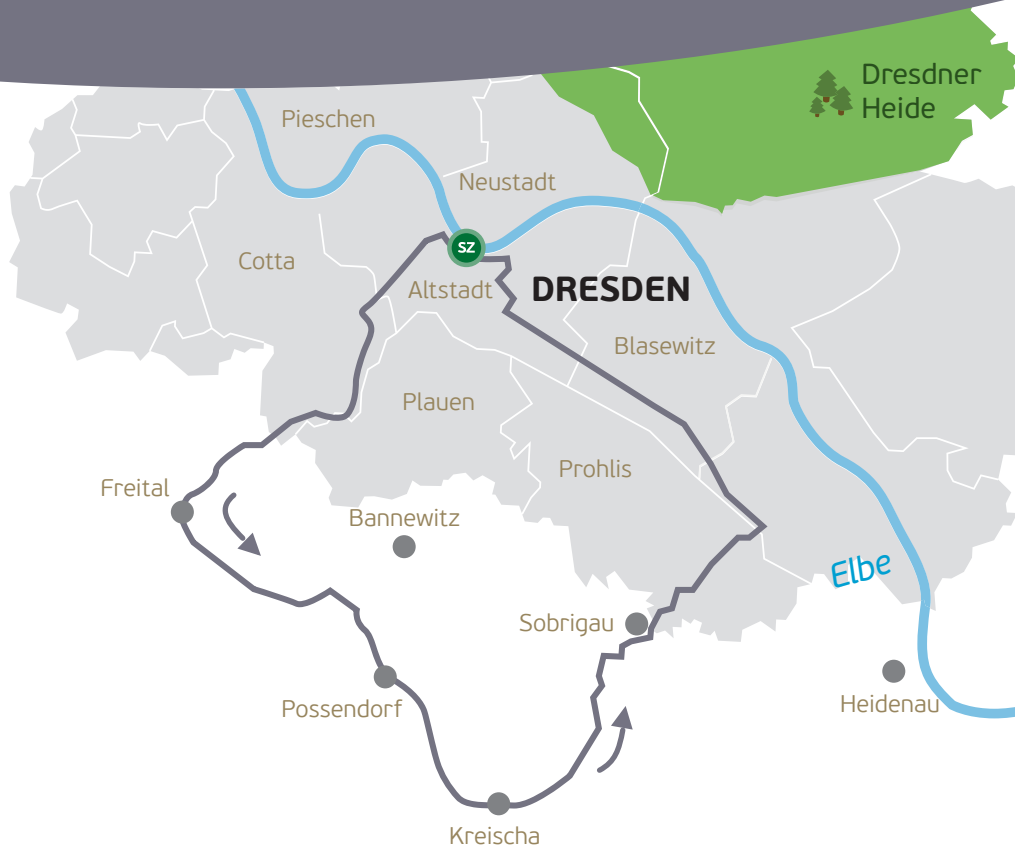 Dresdner
Heide
Pieschen
Neustadt
SZ
Cotta
Altstadt
DRESDEN
Blasewitz
Plauen
Prohlis
Freital
Bannewitz
Elbe
Sobrigau
Possendorf
Heidenau
Kreischa